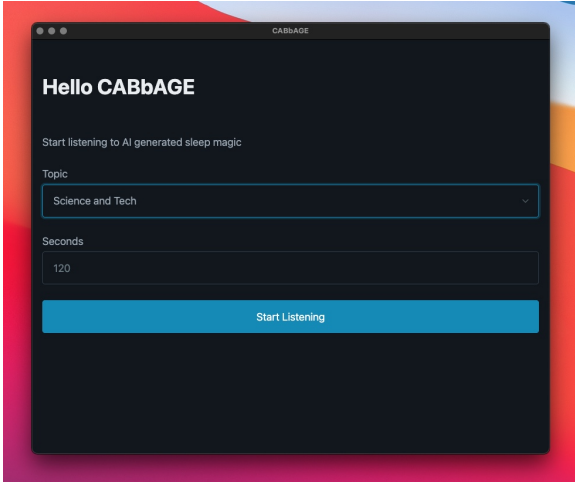 CABbAGE
Hello CABbAGE
Start listening to AI generated sleep magic
Topic
Science and Tech
Seconds
120
Start Listening